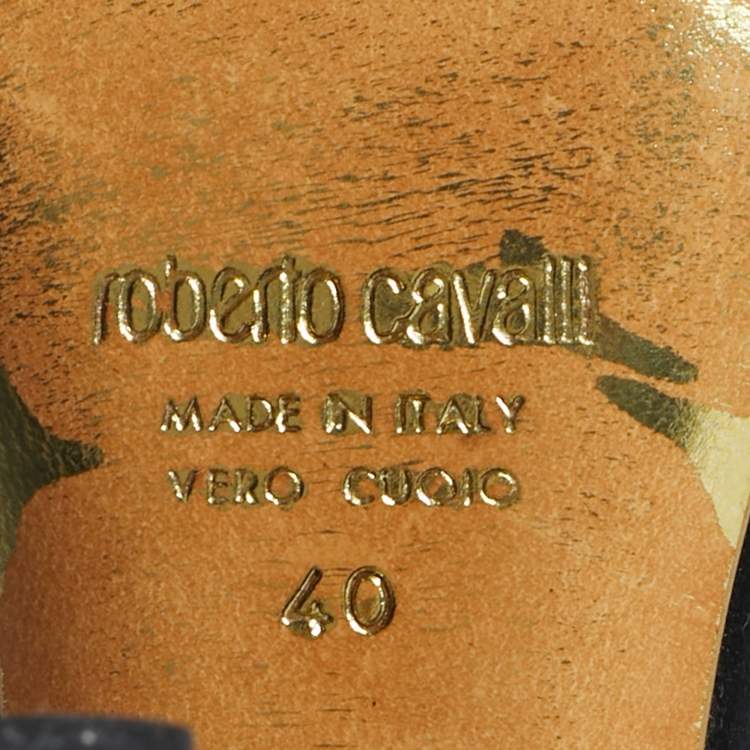 roberto cavalli
MADE IN ITALY
VERO CUOIO
40